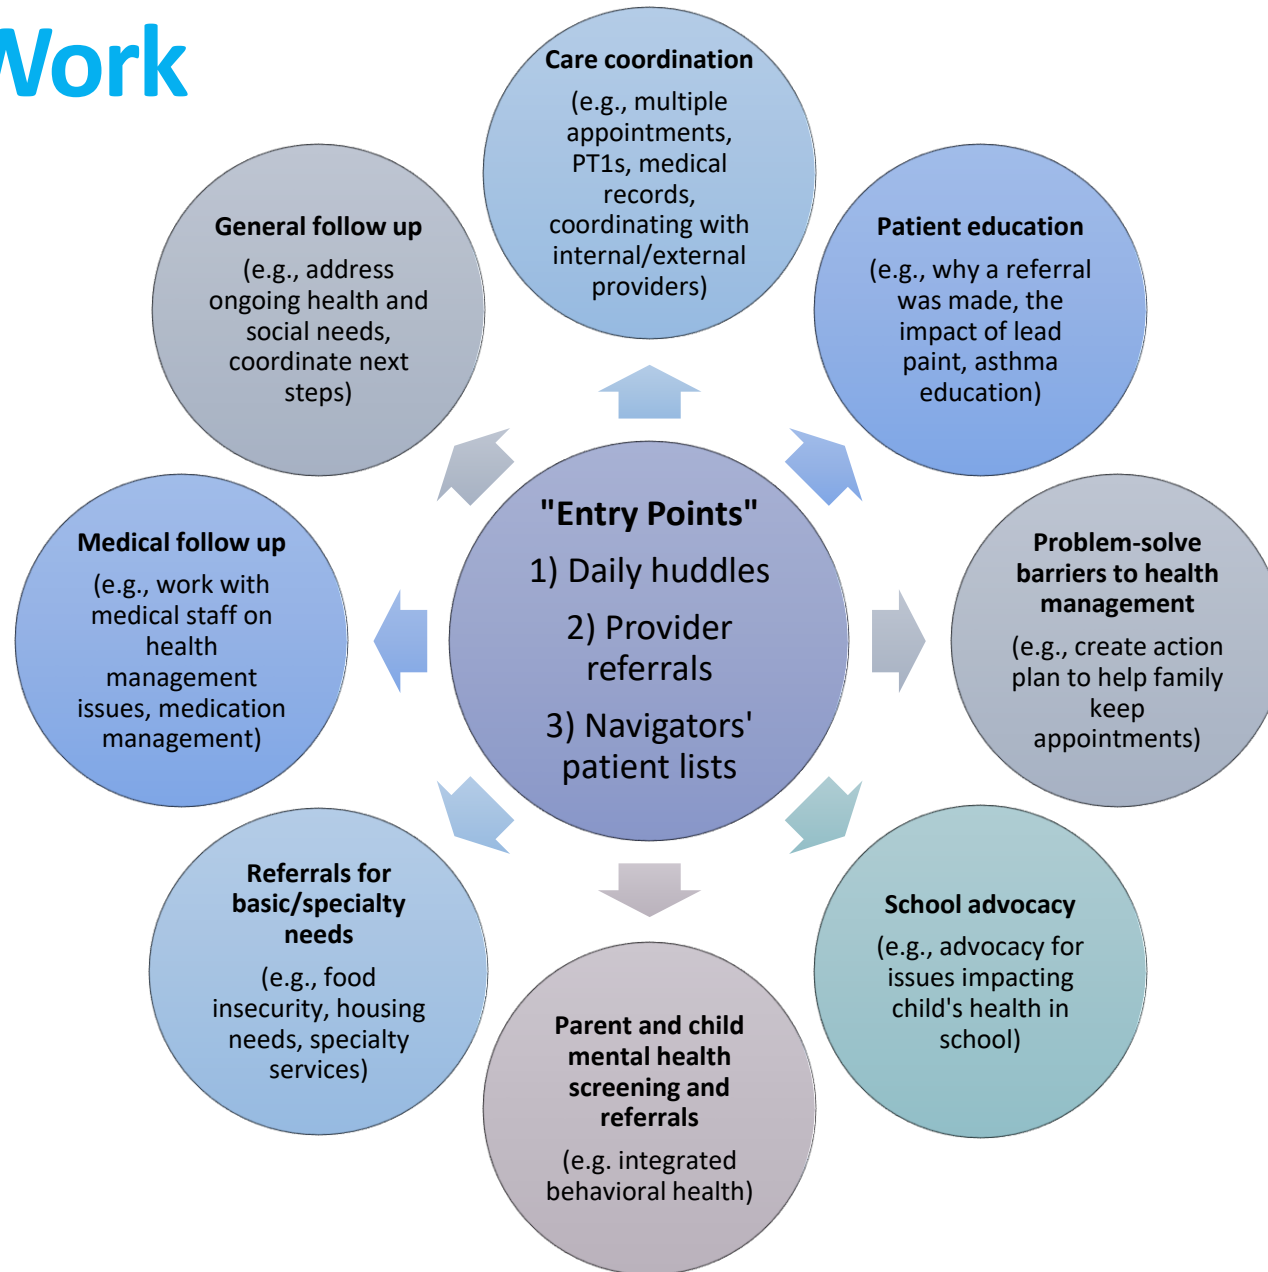 Work
Care coordination
(e.g., multiple
appointments,
PT1s, medical
records,
coordinating with
internal/external
providers)
Patient education
(e.g., why a referral
was made, the
impact of lead
paint, asthma
education)
Problem-solve
barriers to health
management
(e.g., create action
plan to help family
keep
appointments)
School advocacy
(e.g., advocacy for
issues impacting
child's health in
school)
Parent and child
mental health
screening and
referrals
(e.g. integrated
behavioral health)
Referrals for
basic/specialty
needs
(e.g., food
insecurity, housing
needs, specialty
services)
Medical follow up
(e.g., work with
medical staff on
health
management
issues, medication
management)
General follow up
(e.g., address
ongoing health and
social needs,
coordinate next
steps)
"Entry Points"
1) Daily huddles
2) Provider
referrals
3) Navigators'
patient lists